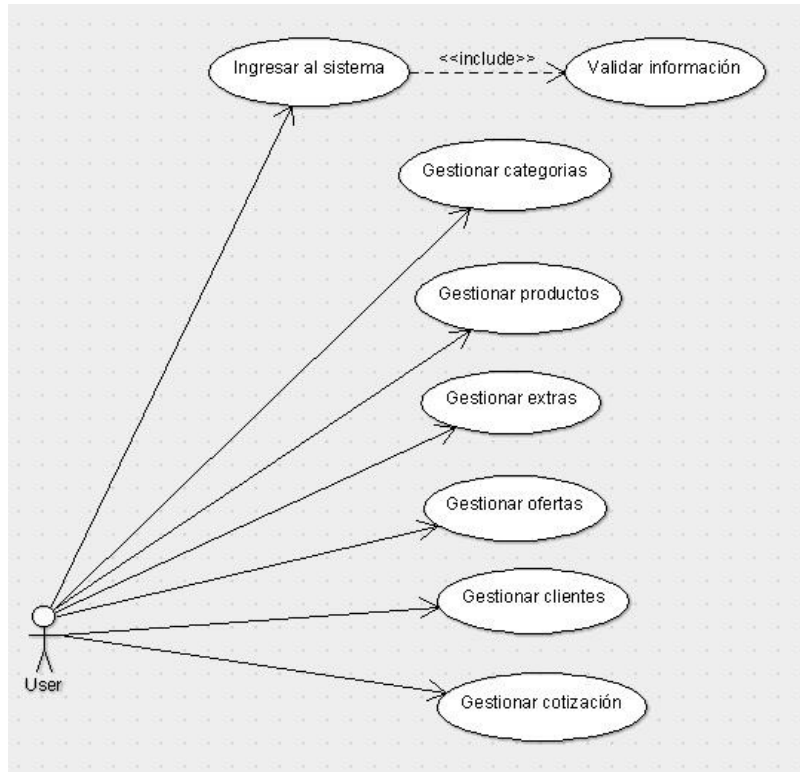 Ingresar al sistema
<<include>>
Validar información
Gestionar categorias
Gestionar productos
Gestionar extras
Gestionar ofertas
Gestionar clientes
User
Gestionar cotización